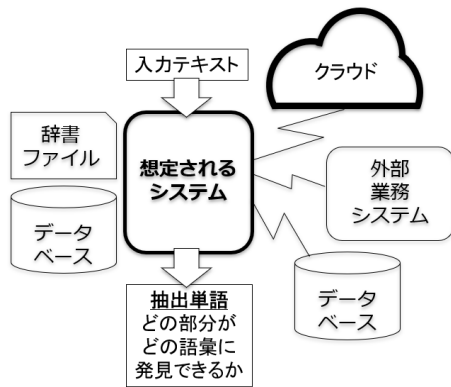 入力テキスト
クラウド
辞書
ファイル
想定される
システム
外部
業務
システム
データ
ベース
抽出単語
どの部分が
どの語彙に
発見できるか
データ
ベース